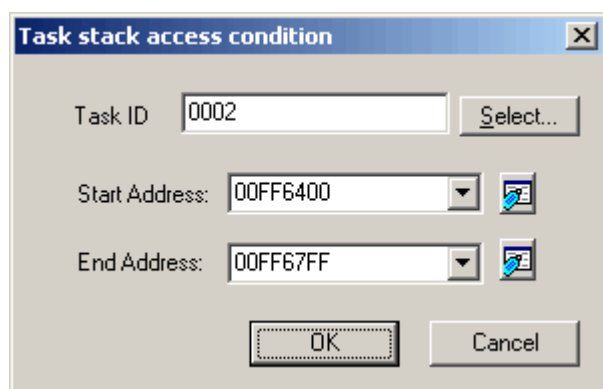 Task stack access condition
Task ID 0002 Select...
Start Address: 00FF6400
End Address: 00FF67FF
OK Cancel